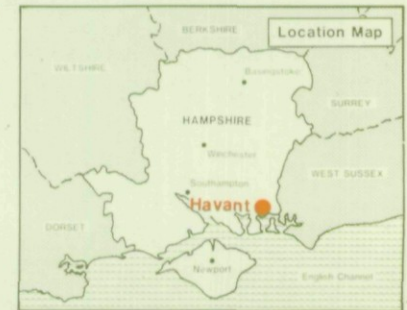 BERKSHIRE
Location Map
WILTSHIRE
Basingstoke
SURREY
HAMPSHIRE
Winchester
WEST SUSSEX
Southampton
Havant
DORSET
Newport
English Channel